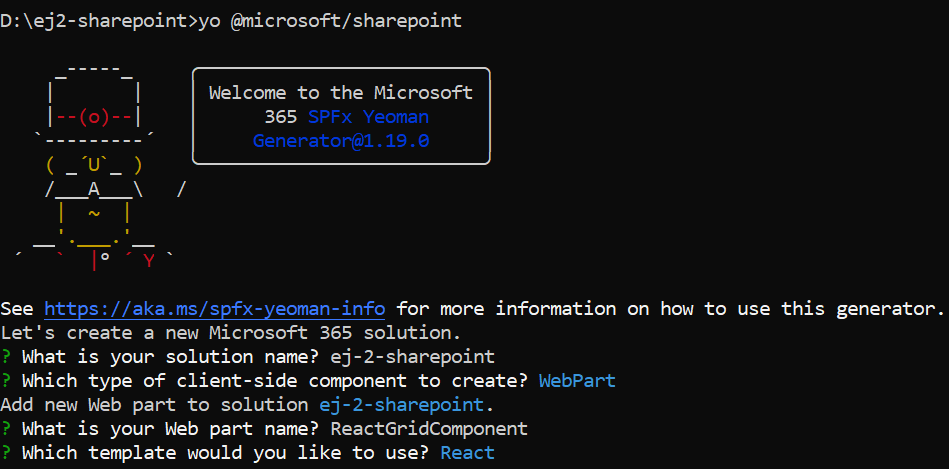 D:\ej2-sharepoint>yo @microsoft/sharepoint
Welcome to the Microsoft
365 SPFx Yeoman
Generator@1.19.0
See https://aka.ms/spfx-yeoman-info for more information on how to use this generator.
Let's create a new Microsoft 365 solution.
? What is your solution name? ej-2-sharepoint
? Which type of client-side component to create? WebPart
Add new Web part to solution ej-2-sharepoint.
? What is your Web part name? ReactGridComponent
? Which template would you like to use? React